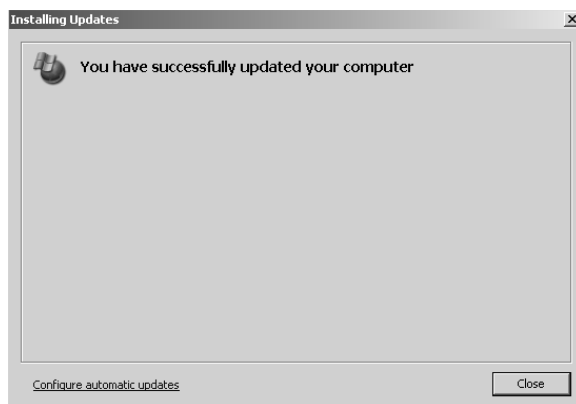 Installing Updates
You have successfully updated your computer
Configure automatic updates
Close